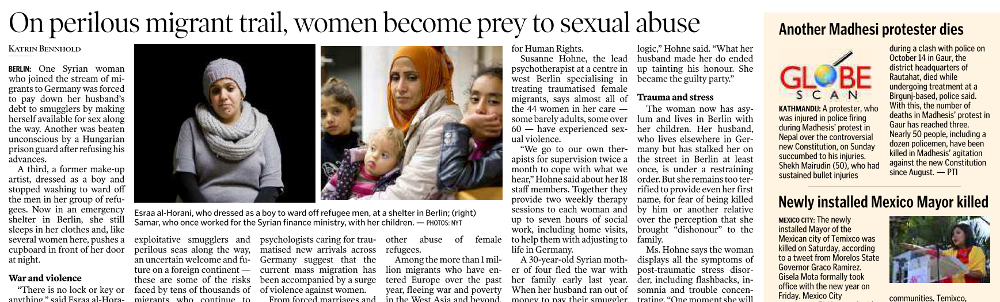 On perilous migrant trail, women become prey to sexual abuse
KATRIN BENNHOLD
BERLIN: One Syrian woman
who joined the stream of mi-
grants to Germany was forced
to pay down her husband's
debt to smugglers by making
herself available for sex along
the way. Another was beaten
unconscious by a Hungarian
prison guard after refusing his
advances.
A third, a former make-up
artist, dressed as a boy and
stopped washing to ward off
the men in her group of refu-
gees. Now in an emergency
shelter in Berlin, she still
sleeps in her clothes and, like
several women here, pushes a
cupboard in front of her door
at night.
War and violence
“There is no lock or key or
anything,” said Esraa al-Hora-
Esraa al-Horani, who dressed as a boy to ward off refugee men, at a shelter in Berlin; (right)
Samar, who once worked for the Syrian finance ministry, with her children. — PHOTOS: NYT
exploitative smugglers and
perilous seas along the way,
an uncertain welcome and fu-
ture on a foreign continent —
these are some of the risks
faced by tens of thousands of
migrants who continue to
psychologists caring for trau-
matised new arrivals across
Germany suggest that the
current mass migration has
been accompanied by a surge
of violence against women.
From forced marriages and
other abuse of female
refugees.
Among the more than 1 mil-
lion migrants who have en-
tered Europe over the past
year, fleeing war and poverty
in the West Asia and beyond,
for Human Rights.
Susanne Hohne, the lead
psychotherapist at a centre in
west Berlin specialising in
treating traumatised female
migrants, says almost all of
the 44 women in her care —
some barely adults, some over
60 — have experienced sex-
ual violence.
“We go to our own ther-
apists for supervision twice a
month to cope with what we
hear,” Hohne said about her 18
staff members. Together they
provide two weekly therapy
sessions to each woman and
up to seven hours of social
work, including home visits,
to help them with adjusting to
life in Germany.
A 30-year-old Syrian moth-
er of four fled the war with
her family early last year.
When her husband ran out of
money to pay their smuggler
logic,” Hohne said. “What her
husband made her do ended
up tainting his honour. She
became the guilty party.”
Trauma and stress
The woman now has asy-
lum and lives in Berlin with
her children. Her husband,
who lives elsewhere in Ger-
many but has stalked her on
the street in Berlin at least
once, is under a restraining
order. But she remains too ter-
rified to provide even her first
name, for fear of being killed
by him or another relative
over the perception that she
brought “dishonour” to the
family.
Ms. Hohne says the woman
displays all the symptoms of
post-traumatic stress disor-
der, including flashbacks, in-
somnia and trouble concen-
trating. “One moment she will
Another Madhesi protester dies
GLOBE
SCAN
KATHMANDU: A protester, who
was injured in police firing
during Madhesis' protest in
Nepal over the controversial
new Constitution, on Sunday
succumbed to his injuries.
Shekh Mairudin (50), who had
sustained bullet injuries
during a clash with police on
October 14 in Gaur, the
district headquarters of
Rautahat, died while
undergoing treatment at a
Birgunj-based, police said.
With this, the number of
deaths in Madhesis' protest in
Gaur has reached three.
Nearly 50 people, including a
dozen policemen, have been
killed in Madhesis' agitation
against the new Constitution
since August. — PTI
Newly installed Mexico Mayor killed
MEXICO CITY: The newly
installed Mayor of the
Mexican city of Temixco was
killed on Saturday, according
to a tweet from Morelos State
Governor Graco Ramirez.
Gisela Mota formally took
office with the new year on
Friday. Mexico City
communities. Temixco,